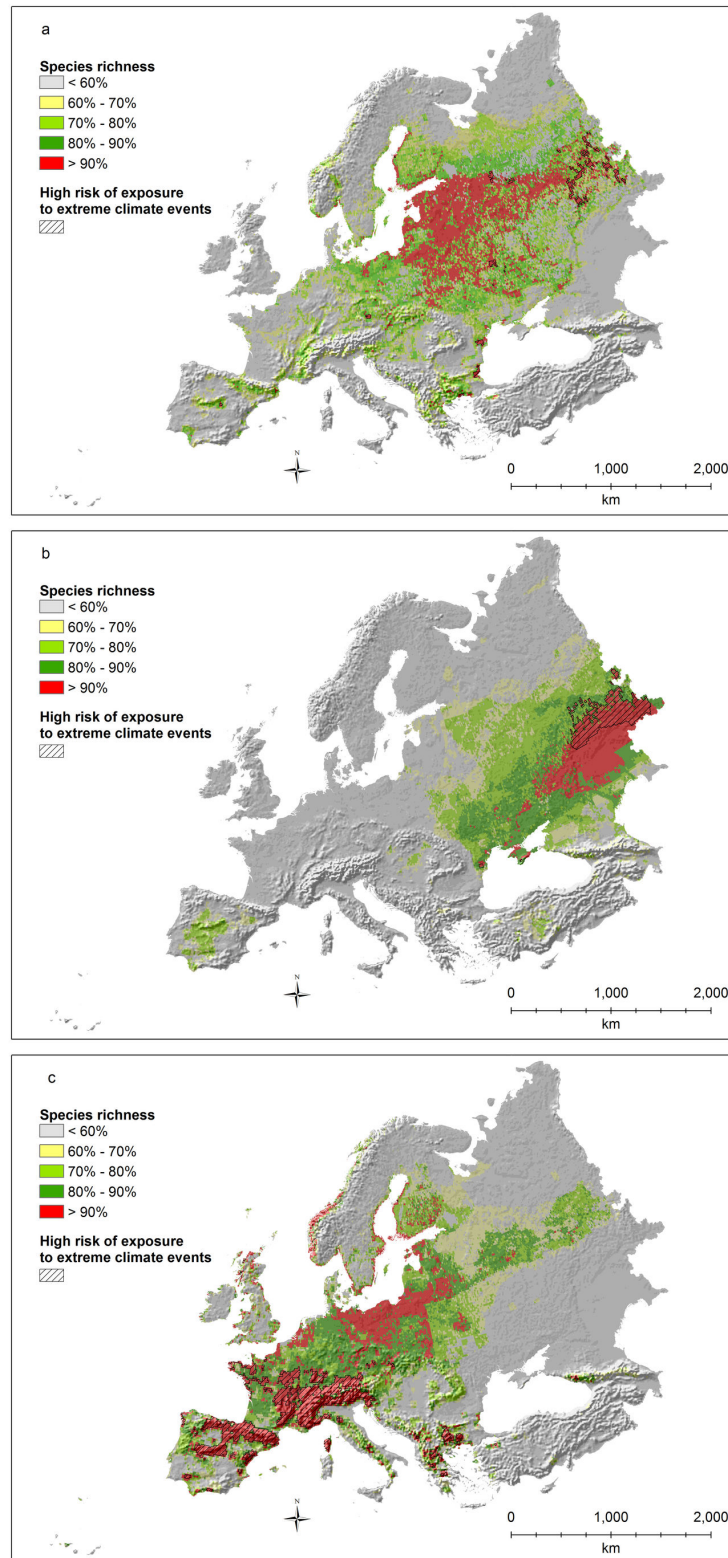 a
Species richness
< 60%
60% - 70%
70% - 80%
80% - 90%
> 90%
High risk of exposure
to extreme climate events
N
0 1,000 2,000
km
b
Species richness
< 60%
60% - 70%
70% - 80%
80% - 90%
> 90%
High risk of exposure
to extreme climate events
N
0 1,000 2,000
km
c
Species richness
< 60%
60% - 70%
70% - 80%
80% - 90%
> 90%
High risk of exposure
to extreme climate events
N
0 1,000 2,000
km